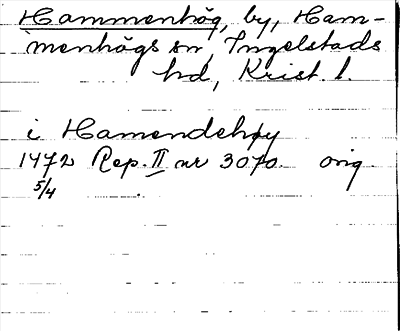 Hammenhög, by, Ham-
menhögs sn, Ingelstads
hd, Krist. l.
i Hamendehøy
1472 Rep. II nr 3070. orig.
5/4